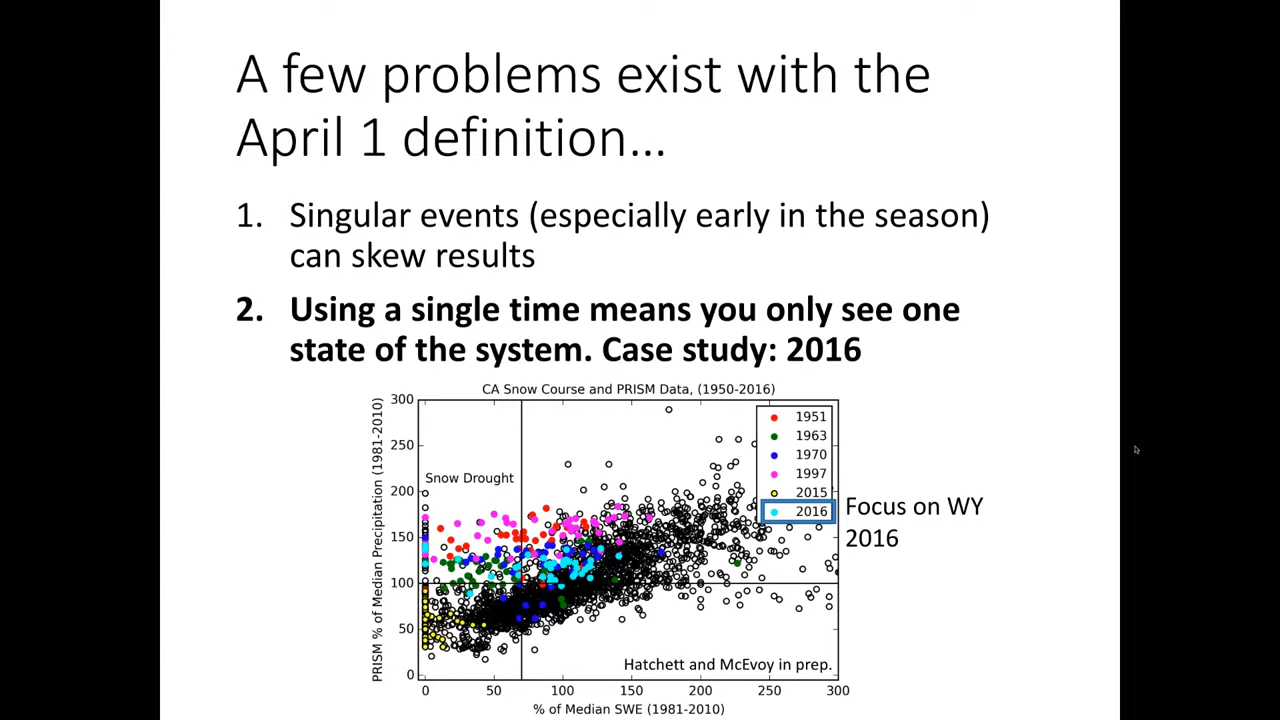 A few problems exist with the
April 1 definition…
1. Singular events (especially early in the season)
can skew results
2. Using a single time means you only see one
state of the system. Case study: 2016
CA Snow Course and PRISM Data, (1950-2016)
PRISM % of Median Precipitation (1981-2010)
300
250
200
150
100
50
0
Snow Drought
1951
1963
1970
1997
2015
2016
Focus on WY
2016
Hatchett and McEvoy in prep.
0 50 100 150 200 250 300
% of Median SWE (1981-2010)